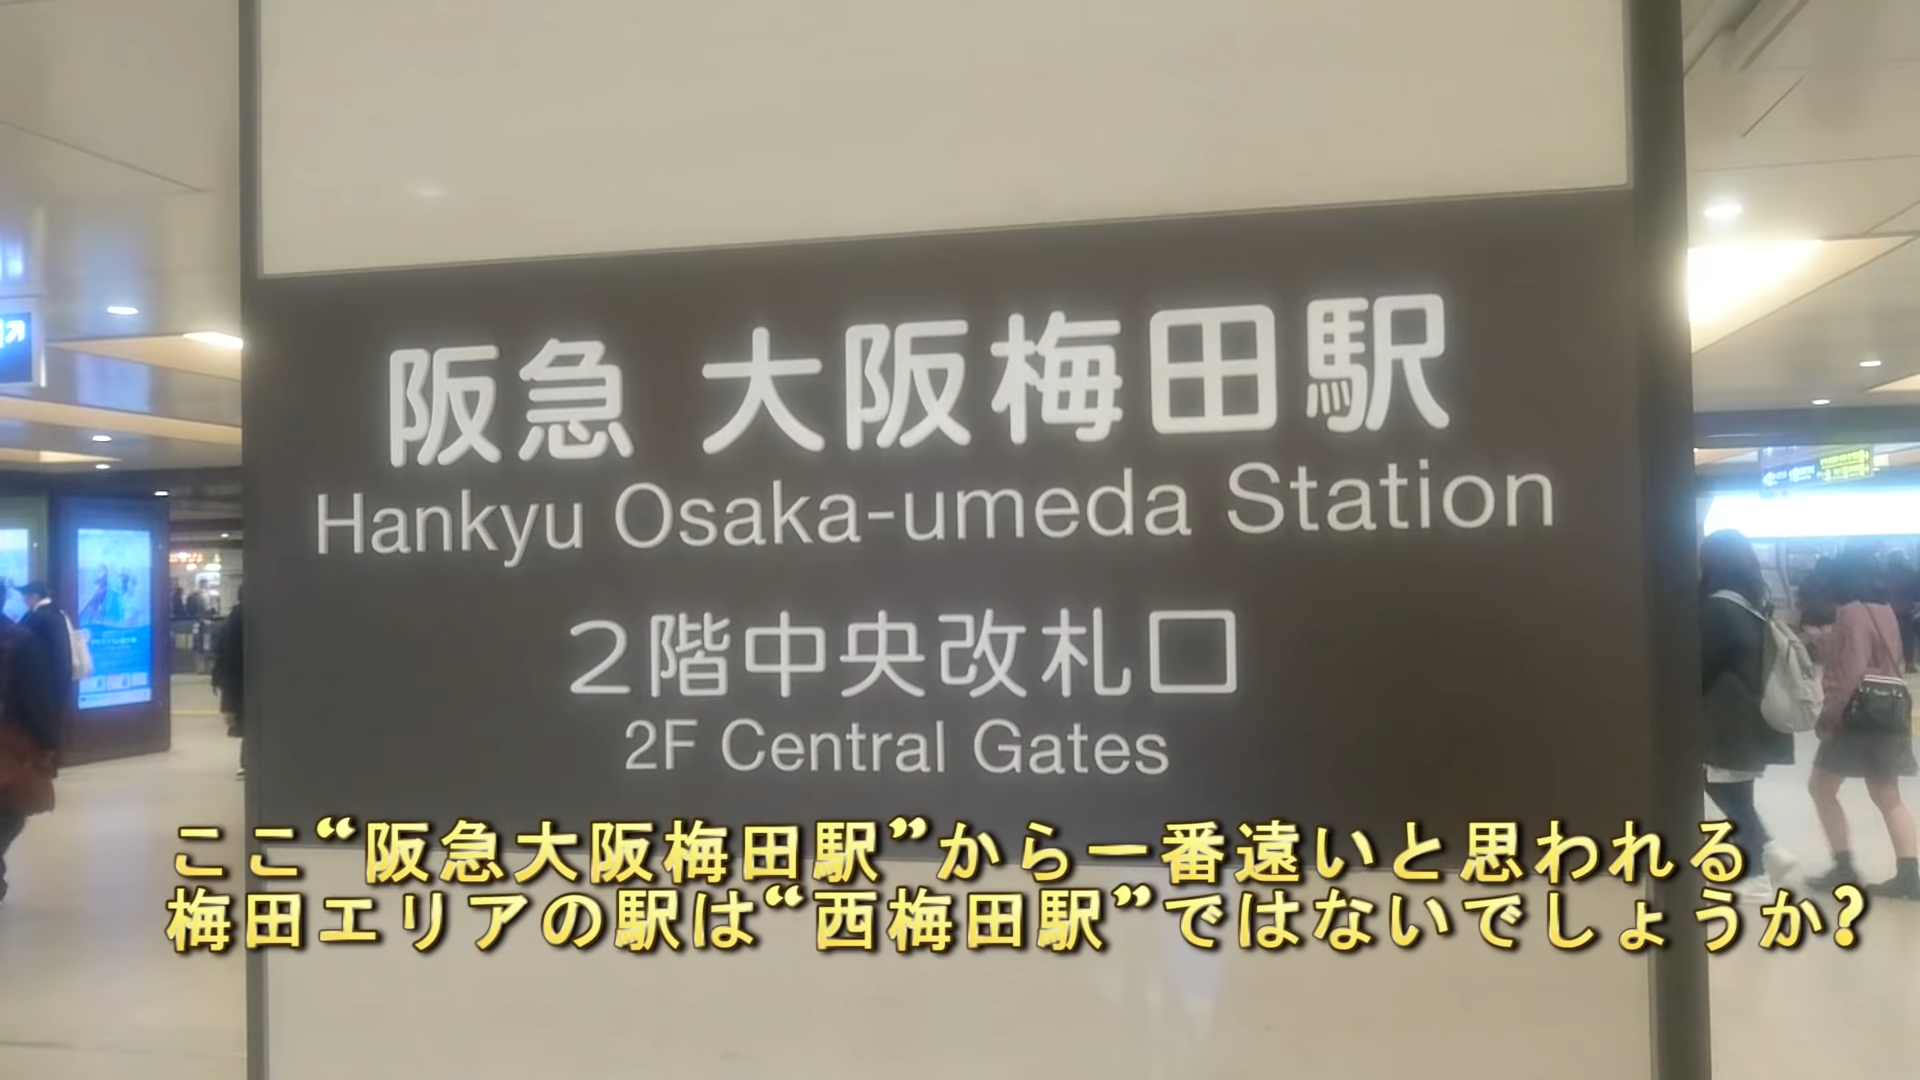 阪急 大阪梅田駅
Hankyu Osaka-umeda Station
2階中央改札口
2F Central Gates
ここ“阪急大阪梅田駅”から一番遠いと思われる
梅田エリアの駅は“西梅田駅”ではないでしょうか?